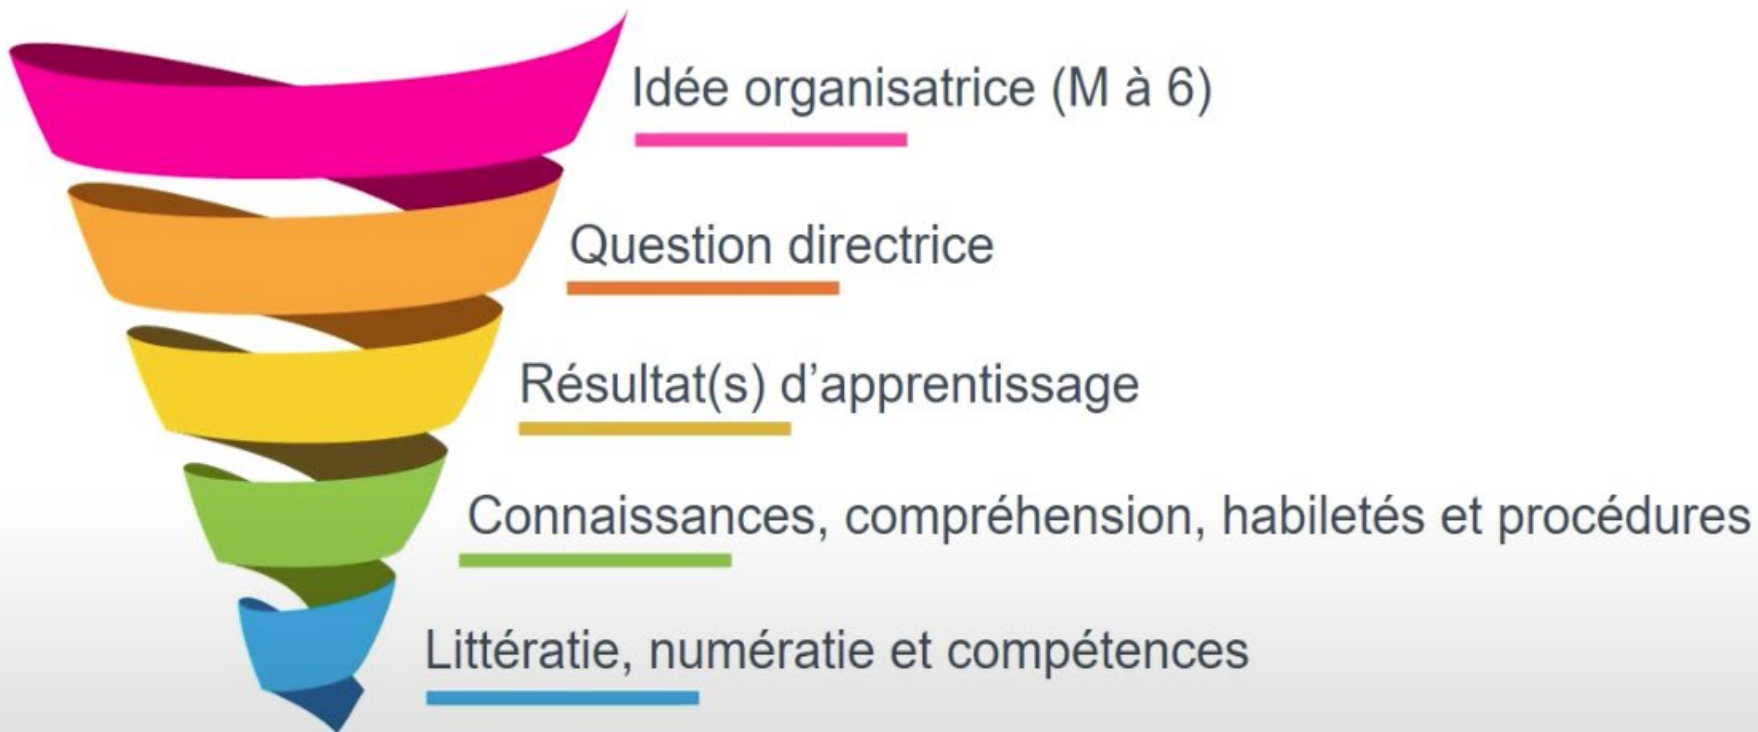 Idée organisatrice (M à 6)
Question directrice
Résultat(s) d’apprentissage
Connaissances, compréhension, habiletés et procédures
Littératie, numératie et compétences